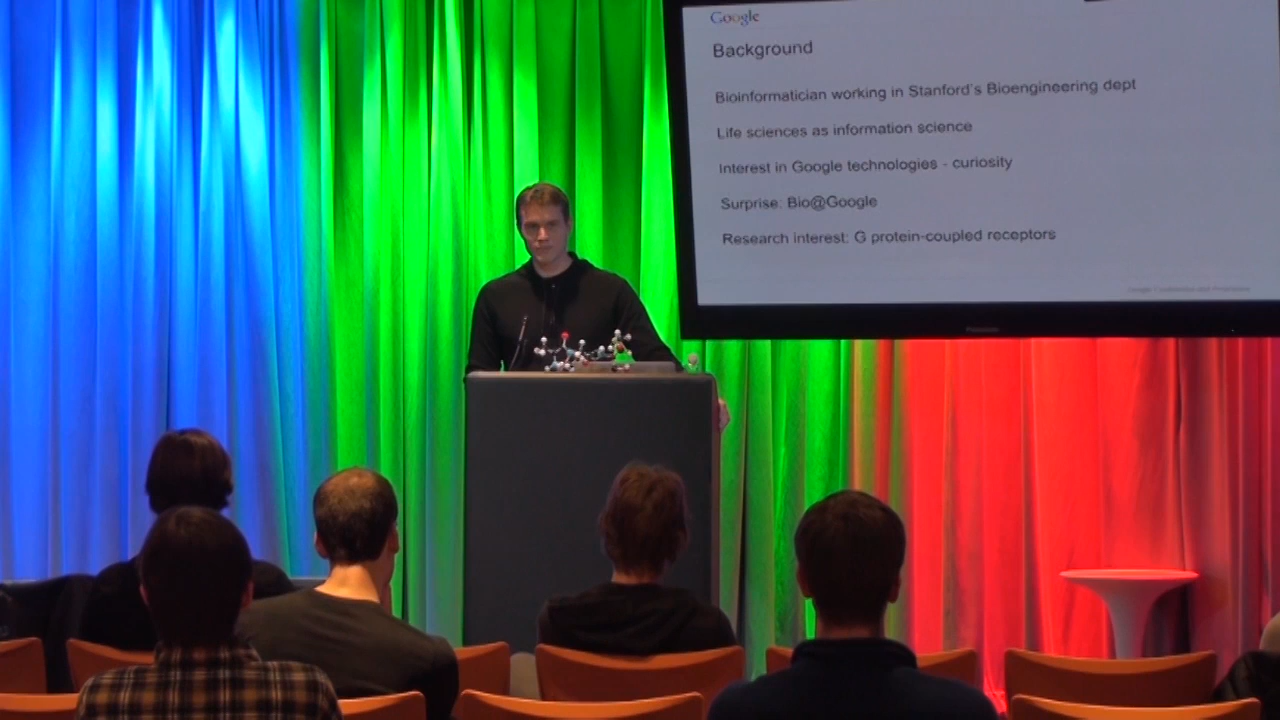 Google
Background
Bioinformatician working in Stanford's Bioengineering dept
Life sciences as information science
Interest in Google technologies - curiosity
Surprise: Bio@Google
Research interest: G protein-coupled receptors
Panasonic